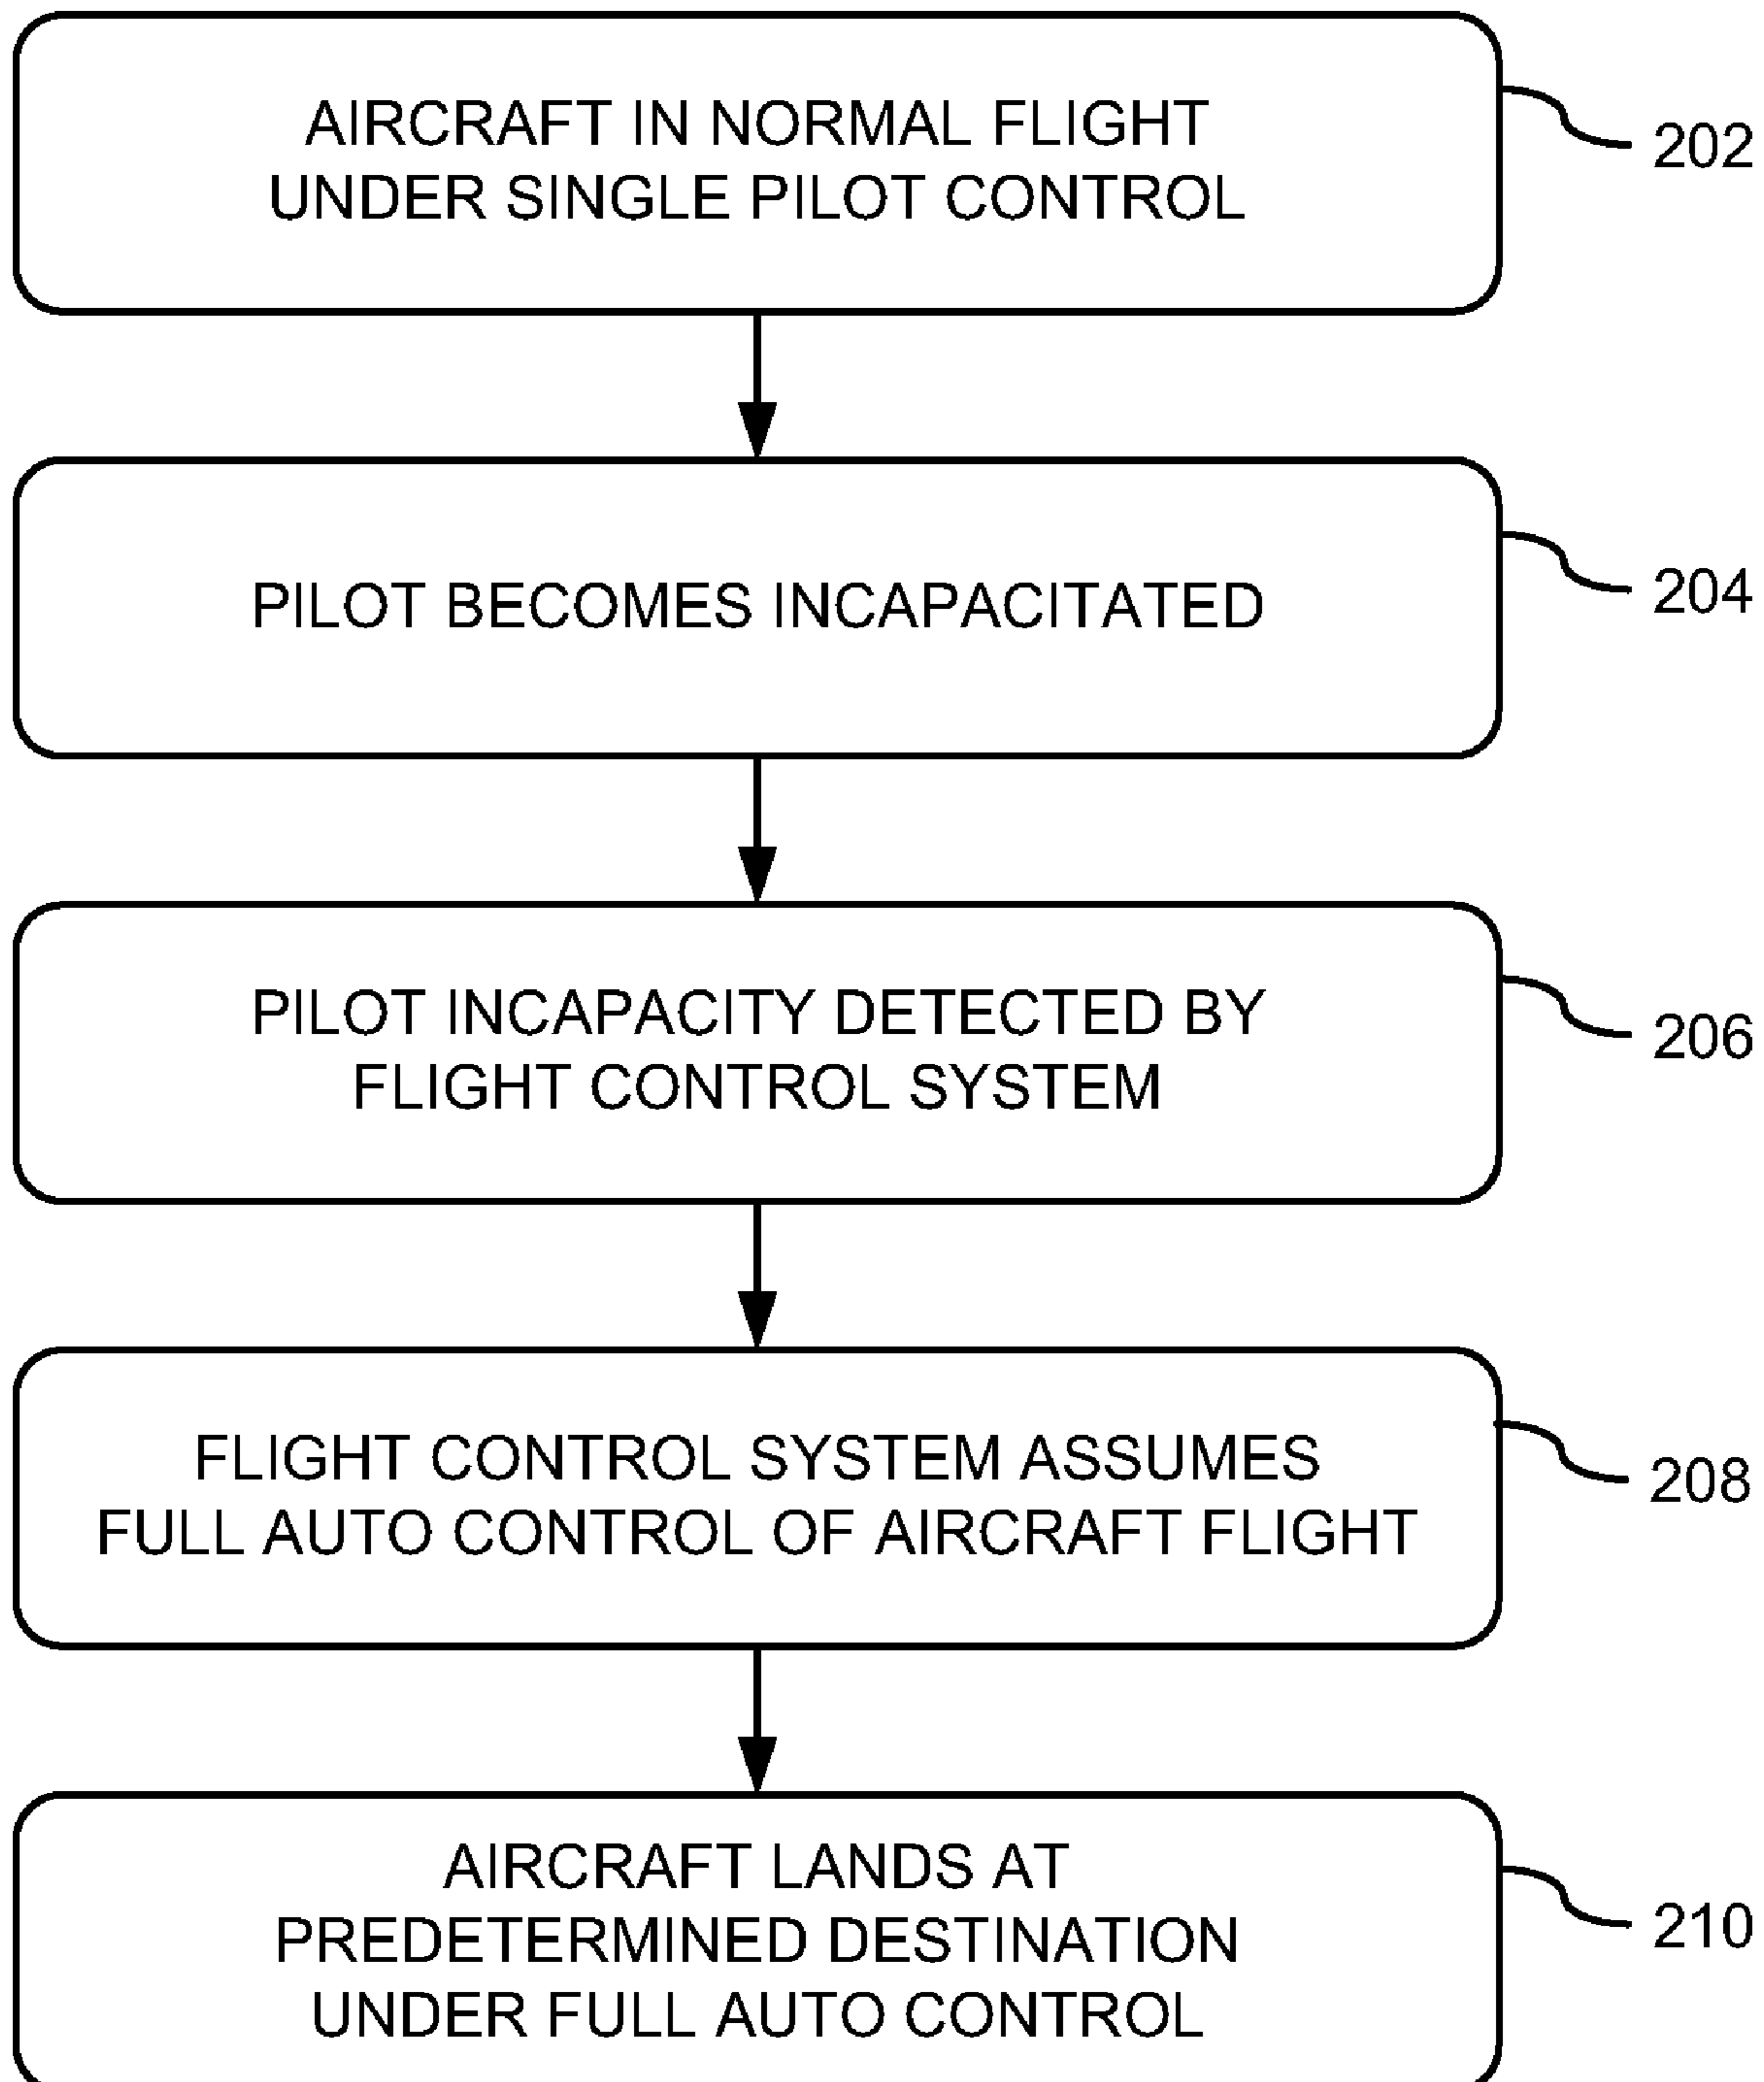 AIRCRAFT IN NORMAL FLIGHT
UNDER SINGLE PILOT CONTROL
202
PILOT BECOMES INCAPACITATED
204
PILOT INCAPACITY DETECTED BY
FLIGHT CONTROL SYSTEM
206
FLIGHT CONTROL SYSTEM ASSUMES
FULL AUTO CONTROL OF AIRCRAFT FLIGHT
208
AIRCRAFT LANDS AT
PREDETERMINED DESTINATION
UNDER FULL AUTO CONTROL
210